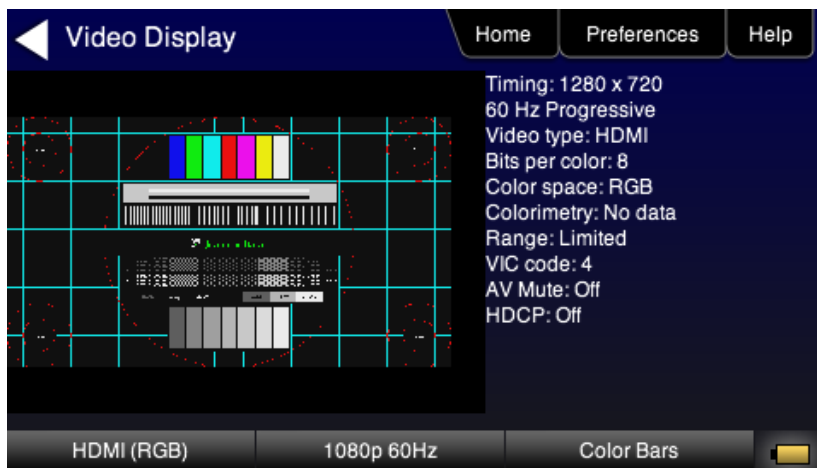 Video Display
Home
Preferences
Help
Timing: 1280 x 720
60 Hz Progressive
Video type: HDMI
Bits per color: 8
Color space: RGB
Colorimetry: No data
Range: Limited
VIC code: 4
AV Mute: Off
HDCP: Off
HDMI (RGB)
1080p 60Hz
Color Bars